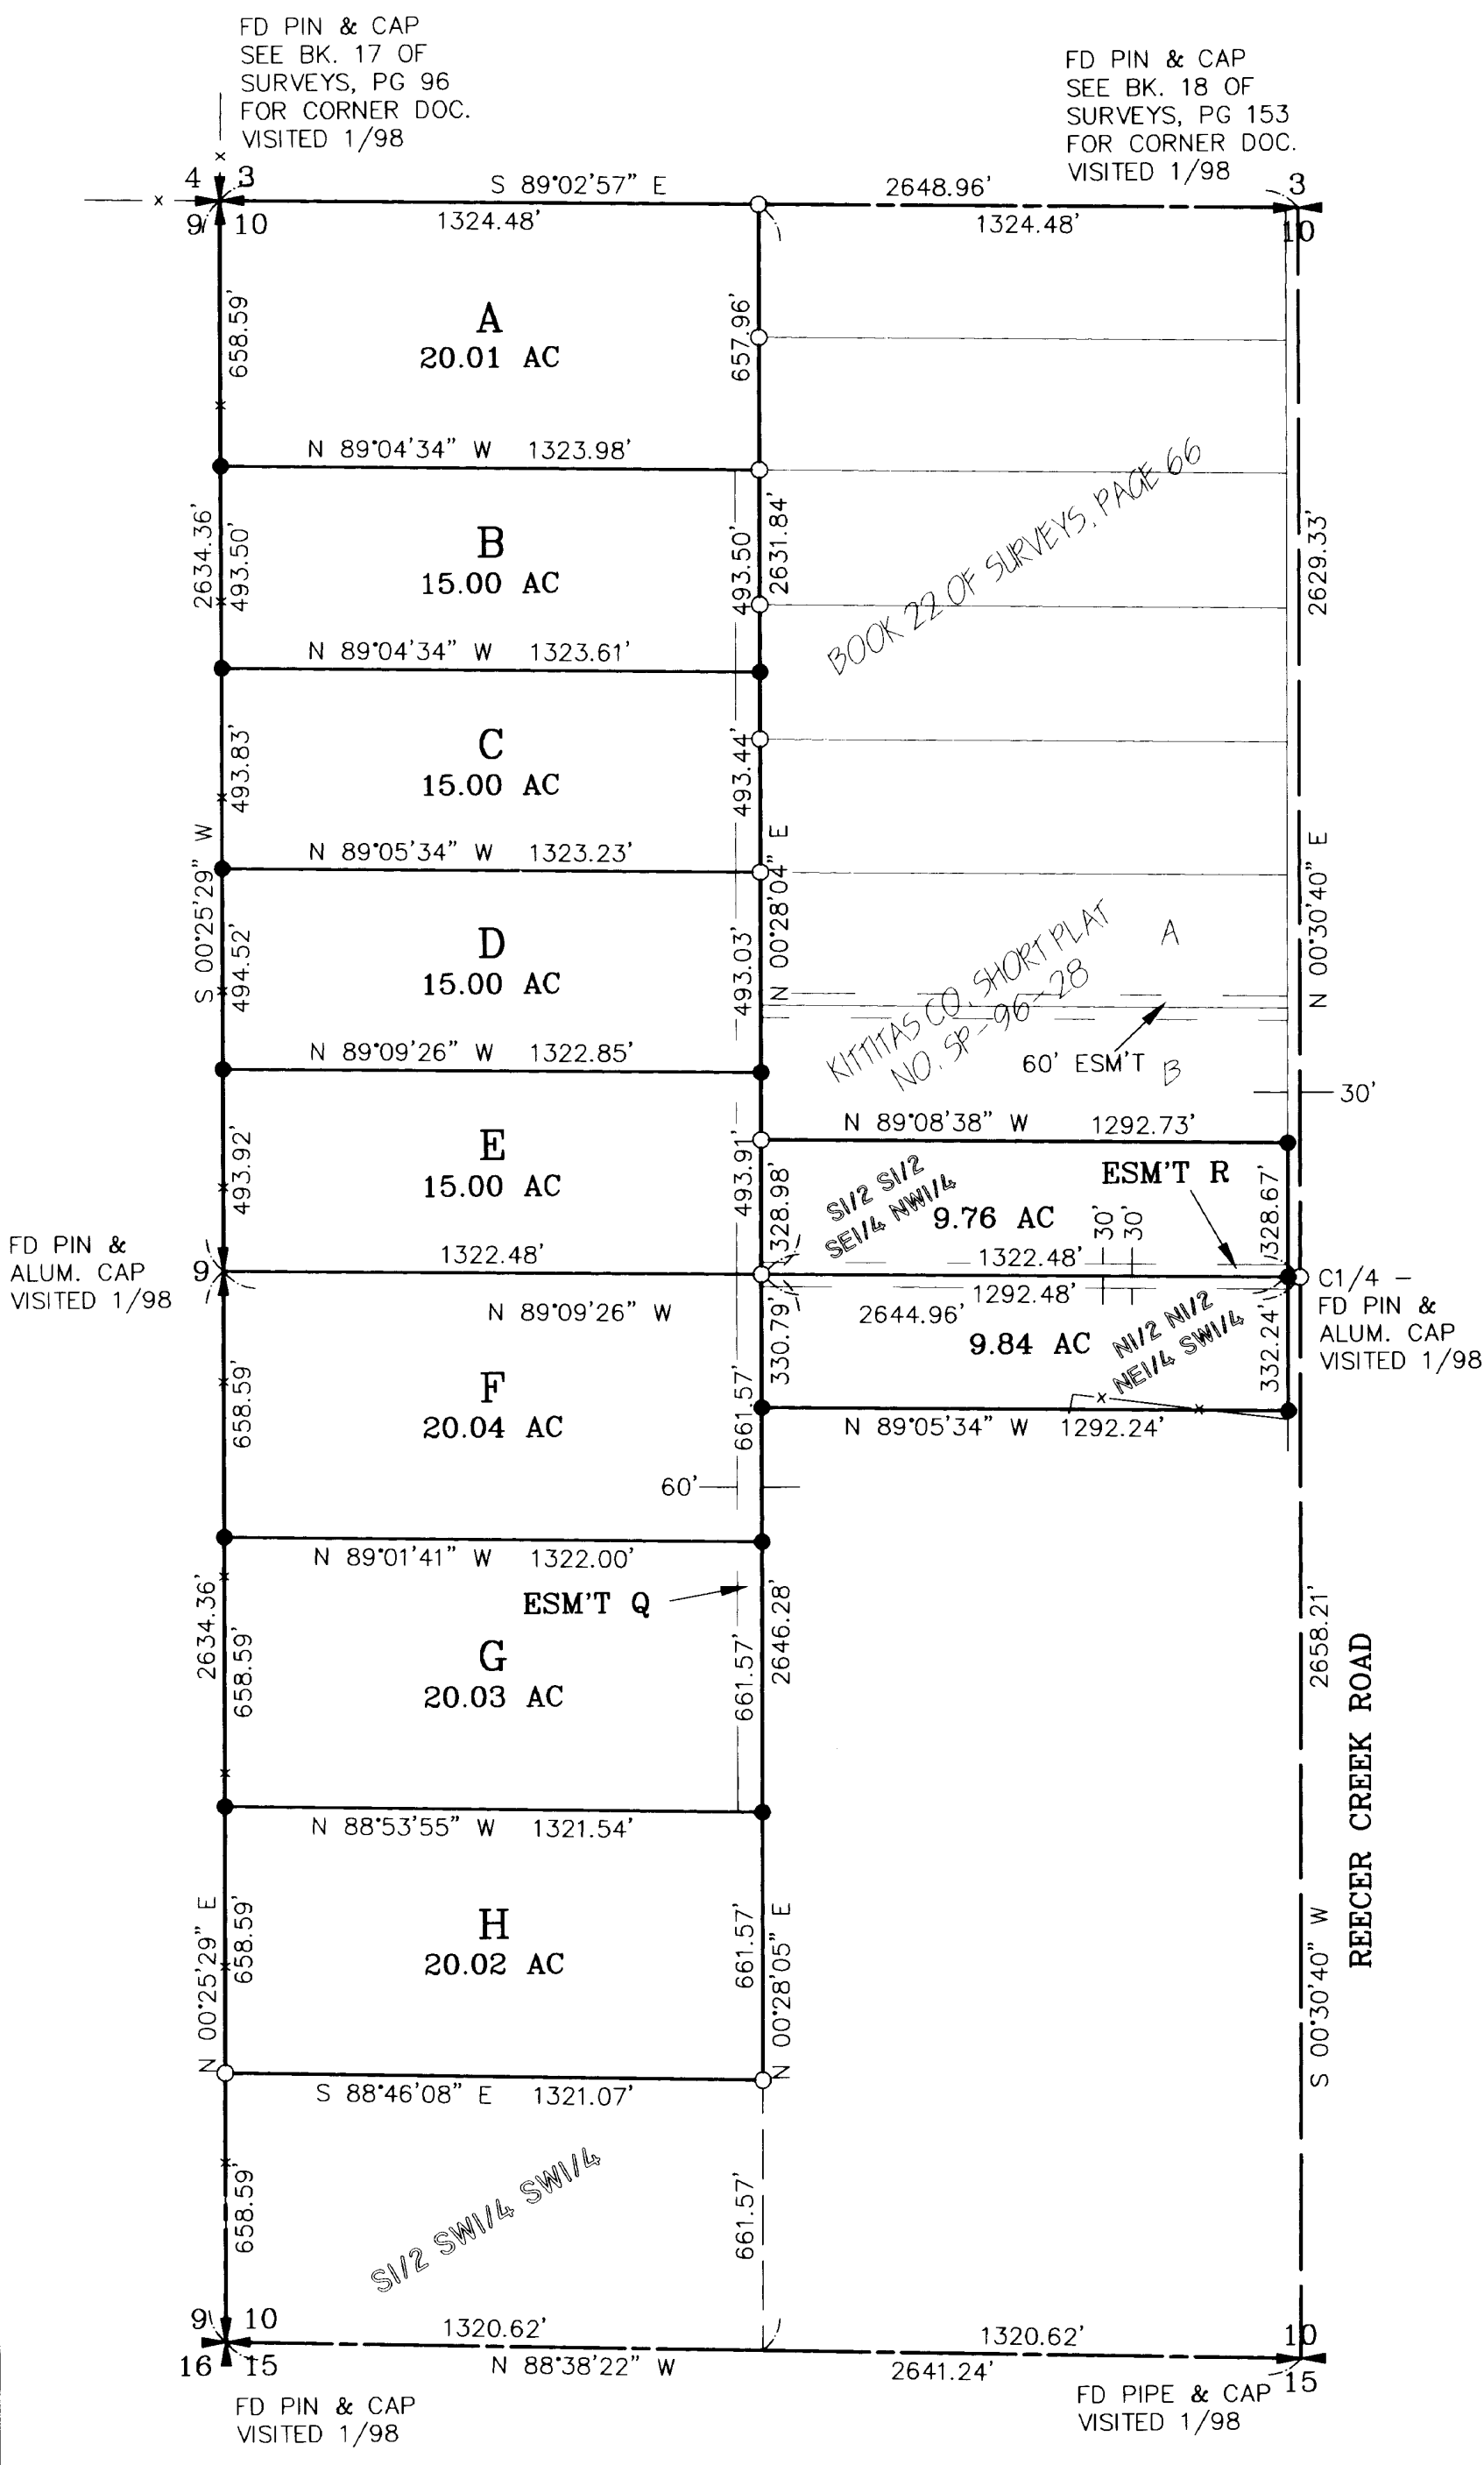 FD PIN & CAP
SEE BK. 17 OF
SURVEYS, PG 96
FOR CORNER DOC.
VISITED 1/98
FD PIN & CAP
SEE BK. 18 OF
SURVEYS, PG 153
FOR CORNER DOC.
VISITED 1/98
4 3
9 10
S 89°02'57" E
1324.48'
2648.96'
1324.48'
3
10
658.59'
A
20.01 AC
657.96'
N 89°04'34" W 1323.98'
2634.36'
493.50'
B
15.00 AC
493.50'
2631.84'
BOOK 22 OF SURVEYS, PAGE 66
2629.33'
N 89°04'34" W 1323.61'
493.83'
C
15.00 AC
493.44'
S 00°25'29" W
N 00°28'04" E
N 00°30'40" E
N 89°05'34" W 1323.23'
494.52'
D
15.00 AC
493.03'
KITTITAS CO. SHORT PLAT
NO. SP-96-28
A
60' ESM'T
B
30'
N 89°09'26" W 1322.85'
493.92'
E
15.00 AC
493.91'
N 89°08'38" W 1292.73'
328.98'
S1/2 S1/2
SE1/4 NW1/4
9.76 AC
ESM'T R
30'
30'
328.67'
FD PIN &
ALUM. CAP
VISITED 1/98
9
1322.48'
N 89°09'26" W
1322.48'
1292.48'
2644.96'
C1/4 -
FD PIN &
ALUM. CAP
VISITED 1/98
330.79'
9.84 AC
N1/2 N1/2
NE1/4 SW1/4
332.24'
N 89°05'34" W 1292.24'
658.59'
F
20.04 AC
661.57'
60'
N 89°01'41" W 1322.00'
ESM'T Q
2634.36'
658.59'
G
20.03 AC
661.57'
2646.28'
2658.21'
REECER CREEK ROAD
N 88°53'55" W 1321.54'
N 00°25'29" E
658.59'
H
20.02 AC
661.57'
N 00°28'05" E
S 00°30'40" W
S 88°46'08" E 1321.07'
658.59'
S1/2 SW1/4 SW1/4
661.57'
9 10
16 15
1320.62'
N 88°38'22" W
1320.62'
2641.24'
10
15
FD PIN & CAP
VISITED 1/98
FD PIPE & CAP
VISITED 1/98